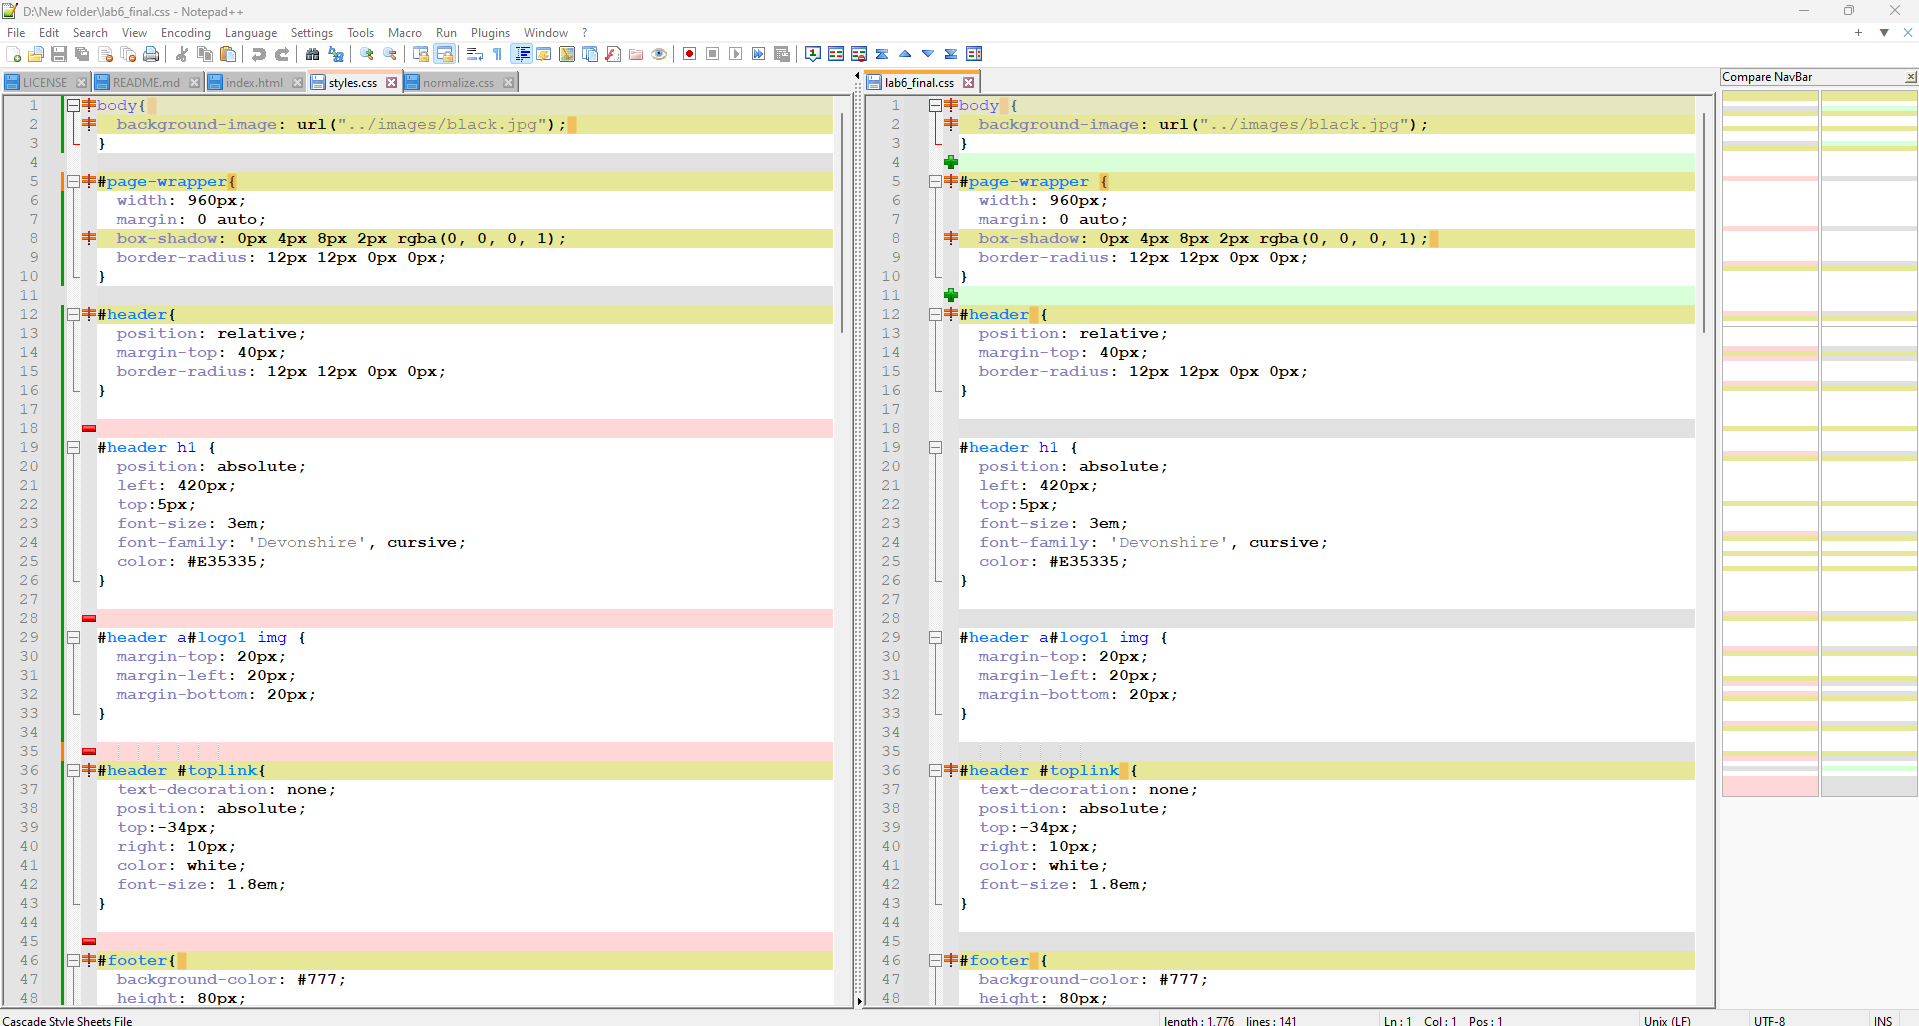 D:\New folder\lab6_final.css - Notepad++
File Edit Search View Encoding Language Settings Tools Macro Run Plugins Window ?
LICENSE README.md index.html styles.css normalize.css
1 body{
2 background-image: url("../images/black.jpg");
3 }
4
5 #page-wrapper{
6 width: 960px;
7 margin: 0 auto;
8 box-shadow: 0px 4px 8px 2px rgba(0, 0, 0, 1);
9 border-radius: 12px 12px 0px 0px;
10 }
11
12 #header{
13 position: relative;
14 margin-top: 40px;
15 border-radius: 12px 12px 0px 0px;
16 }
17
18
19 #header h1 {
20 position: absolute;
21 left: 420px;
22 top:5px;
23 font-size: 3em;
24 font-family: 'Devonshire', cursive;
25 color: #E35335;
26 }
27
28
29 #header a#logo1 img {
30 margin-top: 20px;
31 margin-left: 20px;
32 margin-bottom: 20px;
33 }
34
35
36 #header #toplink{
37 text-decoration: none;
38 position: absolute;
39 top:-34px;
40 right: 10px;
41 color: white;
42 font-size: 1.8em;
43 }
44
45
46 #footer{
47 background-color: #777;
48 height: 80px;
lab6_final.css
1 body {
2 background-image: url("../images/black.jpg");
3 }
4
5 #page-wrapper {
6 width: 960px;
7 margin: 0 auto;
8 box-shadow: 0px 4px 8px 2px rgba(0, 0, 0, 1);
9 border-radius: 12px 12px 0px 0px;
10 }
11
12 #header {
13 position: relative;
14 margin-top: 40px;
15 border-radius: 12px 12px 0px 0px;
16 }
17
18
19 #header h1 {
20 position: absolute;
21 left: 420px;
22 top:5px;
23 font-size: 3em;
24 font-family: 'Devonshire', cursive;
25 color: #E35335;
26 }
27
28
29 #header a#logo1 img {
30 margin-top: 20px;
31 margin-left: 20px;
32 margin-bottom: 20px;
33 }
34
35
36 #header #toplink {
37 text-decoration: none;
38 position: absolute;
39 top:-34px;
40 right: 10px;
41 color: white;
42 font-size: 1.8em;
43 }
44
45
46 #footer {
47 background-color: #777;
48 height: 80px;
Compare NavBar
Cascade Style Sheets File length : 1,776 lines : 141 Ln : 1 Col : 1 Pos : 1 Unix (LF) UTF-8 INS